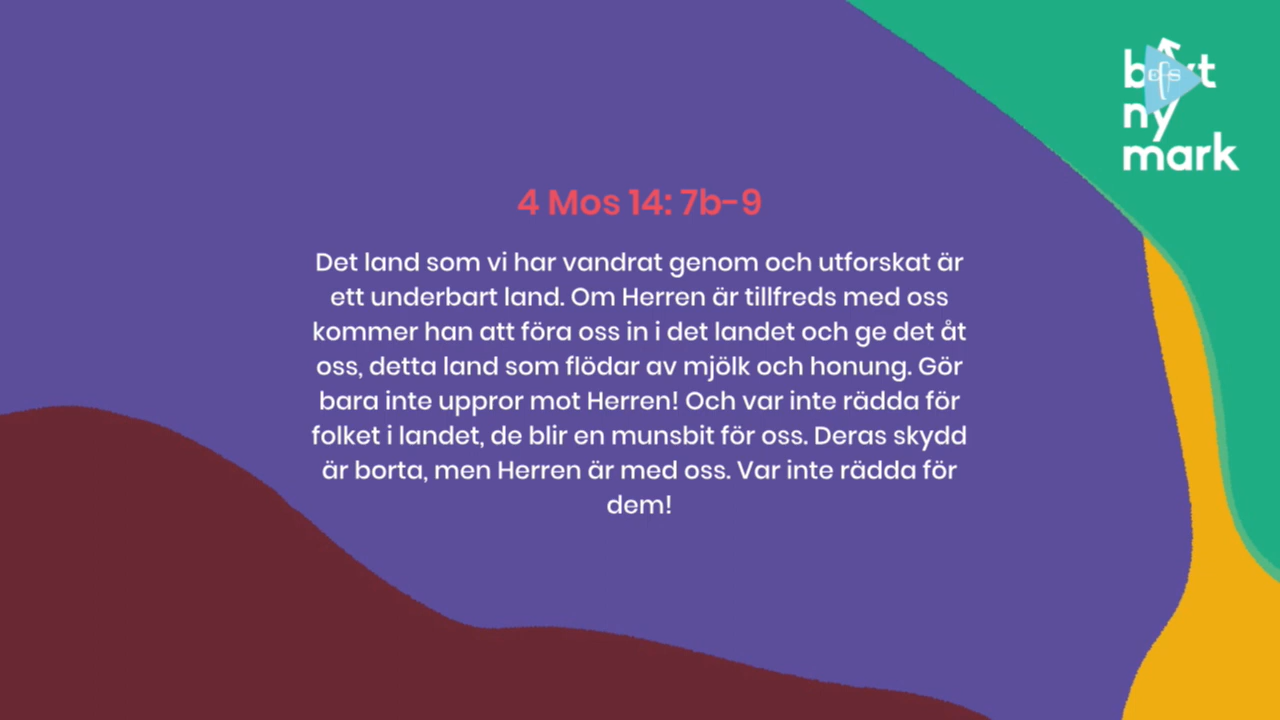 ny
mark
4 Mos 14: 7b-9
Det land som vi har vandrat genom och utforskat är
ett underbart land. Om Herren är tillfreds med oss
kommer han att föra oss in i det landet och ge det åt
oss, detta land som flödar av mjölk och honung. Gör
bara inte uppror mot Herren! Och var inte rädda för
folket i landet, de blir en munsbit för oss. Deras skydd
är borta, men Herren är med oss. Var inte rädda för
dem!